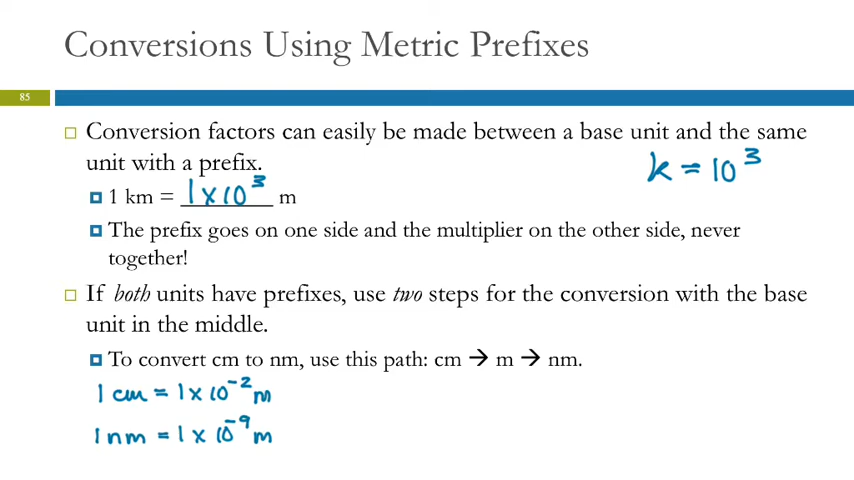 Conversions Using Metric Prefixes
85
□ Conversion factors can easily be made between a base unit and the same
unit with a prefix.
k = 10³
1 km = 1 x 10³ m
The prefix goes on one side and the multiplier on the other side, never
together!
□ If both units have prefixes, use two steps for the conversion with the base
unit in the middle.
To convert cm to nm, use this path: cm → m → nm.
1 cm = 1 x 10⁻² m
1 nm = 1 x 10⁻⁹ m